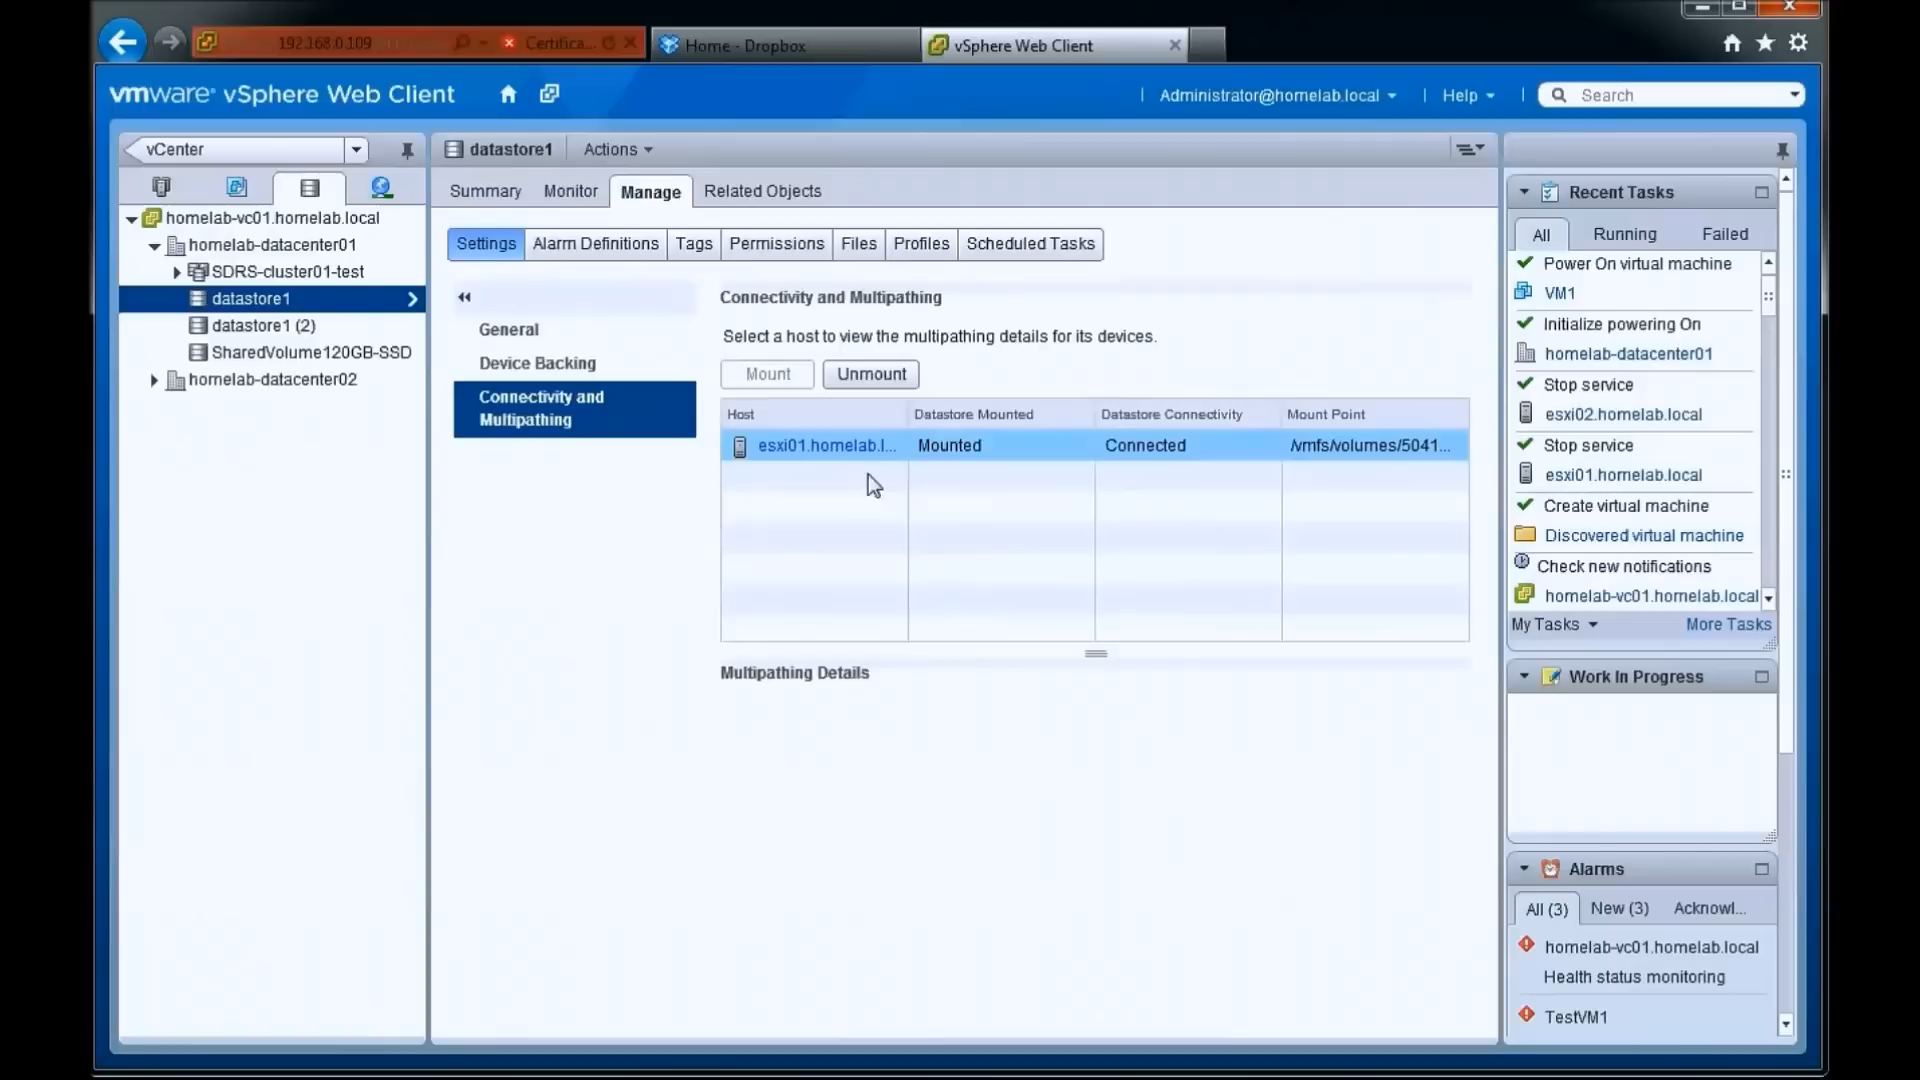 192.168.0.109
Certifica...
Home - Dropbox
vSphere Web Client
vmware® vSphere Web Client
Administrator@homelab.local
Help
Search
vCenter
homelab-vc01.homelab.local
homelab-datacenter01
SDRS-cluster01-test
datastore1
datastore1 (2)
SharedVolume120GB-SSD
homelab-datacenter02
datastore1
Actions
Summary
Monitor
Manage
Related Objects
Settings
Alarm Definitions
Tags
Permissions
Files
Profiles
Scheduled Tasks
General
Device Backing
Connectivity and
Multipathing
Connectivity and Multipathing
Select a host to view the multipathing details for its devices.
Mount
Unmount
Host
Datastore Mounted
Datastore Connectivity
Mount Point
esxi01.homelab.l...
Mounted
Connected
/vmfs/volumes/5041...
Multipathing Details
Recent Tasks
All
Running
Failed
Power On virtual machine
VM1
Initialize powering On
homelab-datacenter01
Stop service
esxi02.homelab.local
Stop service
esxi01.homelab.local
Create virtual machine
Discovered virtual machine
Check new notifications
homelab-vc01.homelab.local
My Tasks
More Tasks
Work In Progress
Alarms
All (3)
New (3)
Acknowl...
homelab-vc01.homelab.local
Health status monitoring
TestVM1